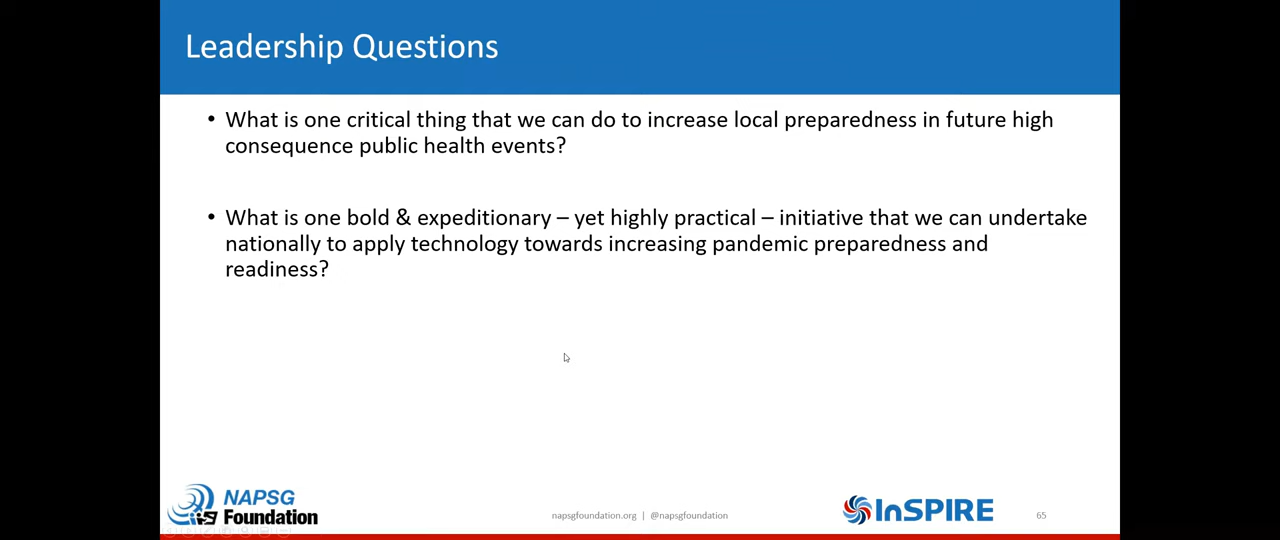 Leadership Questions
• What is one critical thing that we can do to increase local preparedness in future high
consequence public health events?
• What is one bold & expeditionary – yet highly practical – initiative that we can undertake
nationally to apply technology towards increasing pandemic preparedness and
readiness?
NAPSG
Foundation
napsgfoundation.org | @napsgfoundation
InSPIRE
65